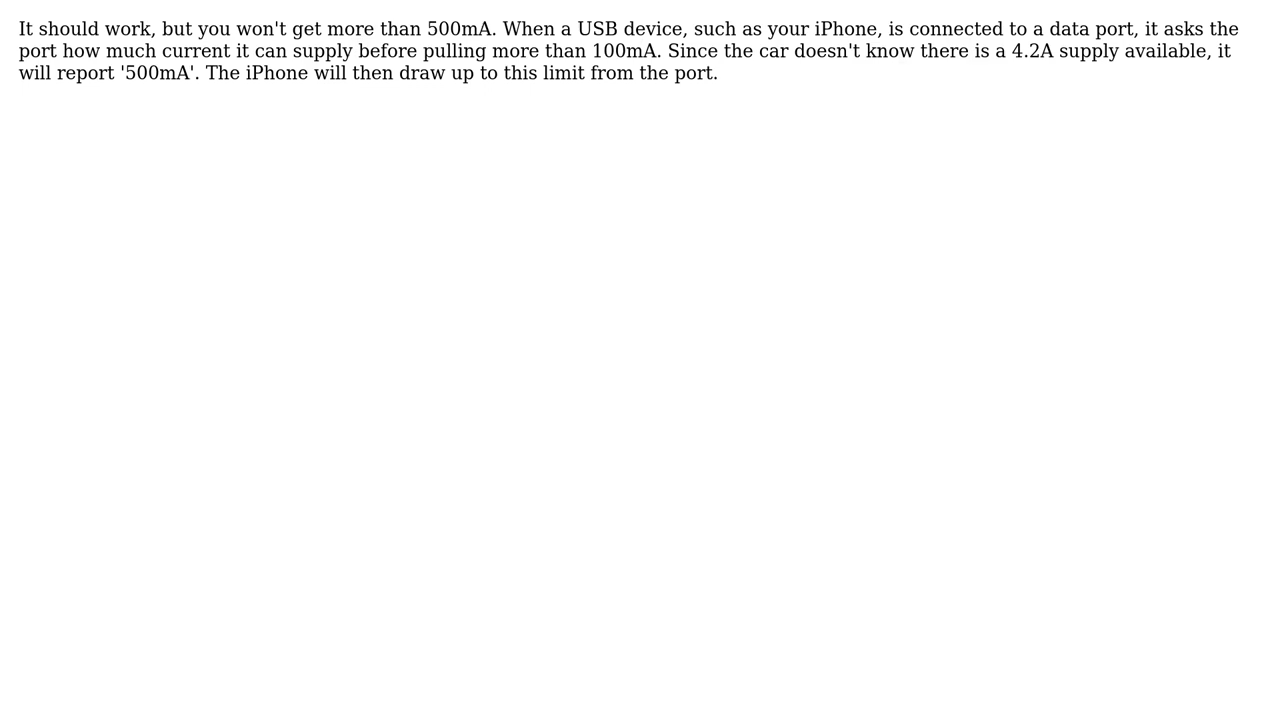 It should work, but you won't get more than 500mA. When a USB device, such as your iPhone, is connected to a data port, it asks the
port how much current it can supply before pulling more than 100mA. Since the car doesn't know there is a 4.2A supply available, it
will report '500mA'. The iPhone will then draw up to this limit from the port.